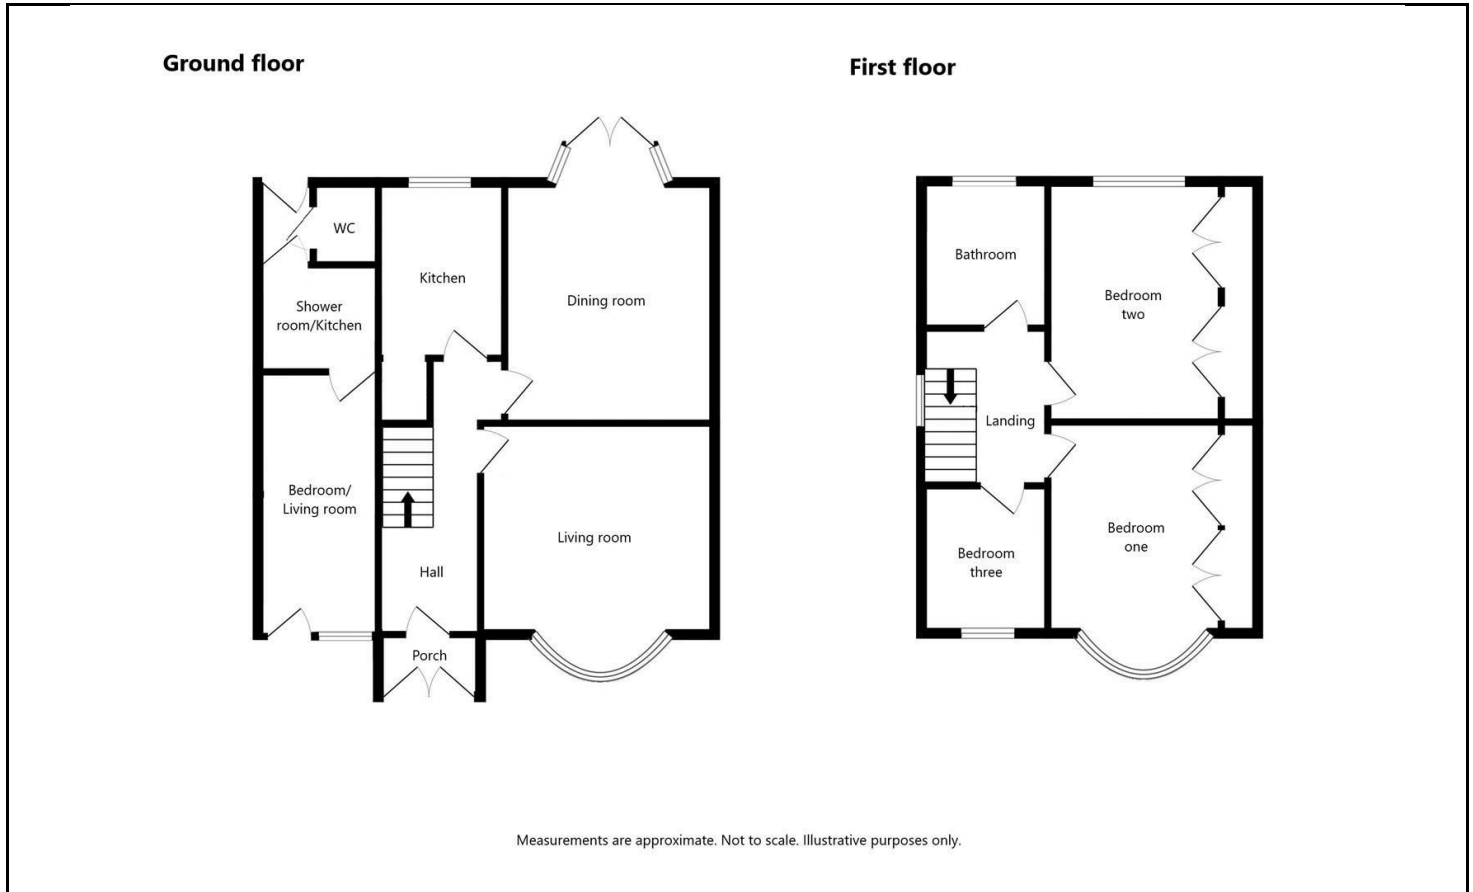 Ground floor
First floor
WC
Kitchen
Shower
room/Kitchen
Dining room
Bedroom/
Living room
Living room
Hall
Porch
Bathroom
Bedroom
two
Landing
Bedroom
one
Bedroom
three
Measurements are approximate. Not to scale. Illustrative purposes only.